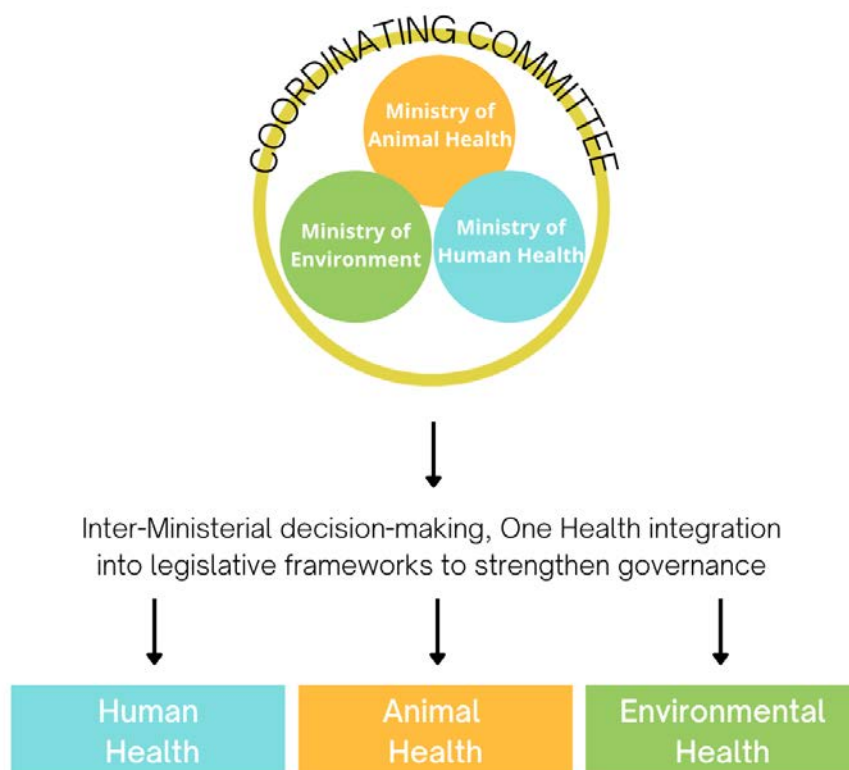 COORDINATING COMMITTEE
Ministry of
Animal Health
Ministry of
Environment
Ministry of
Human Health
Inter-Ministerial decision-making, One Health integration
into legislative frameworks to strengthen governance
Human
Health
Animal
Health
Environmental
Health